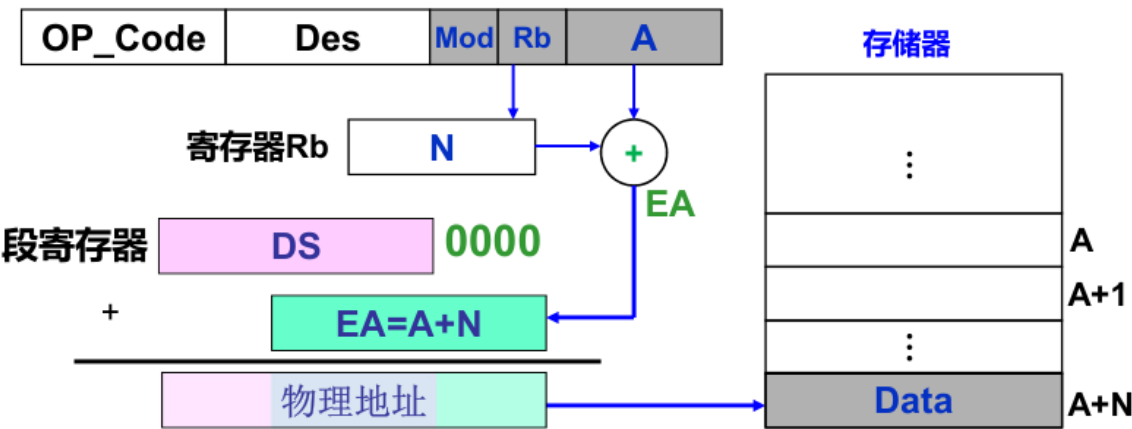 OP_Code Des Mod Rb A
存储器
寄存器Rb N +
⋮
EA
段寄存器 DS 0000
A
A+1
+
EA=A+N
⋮
物理地址
Data A+N